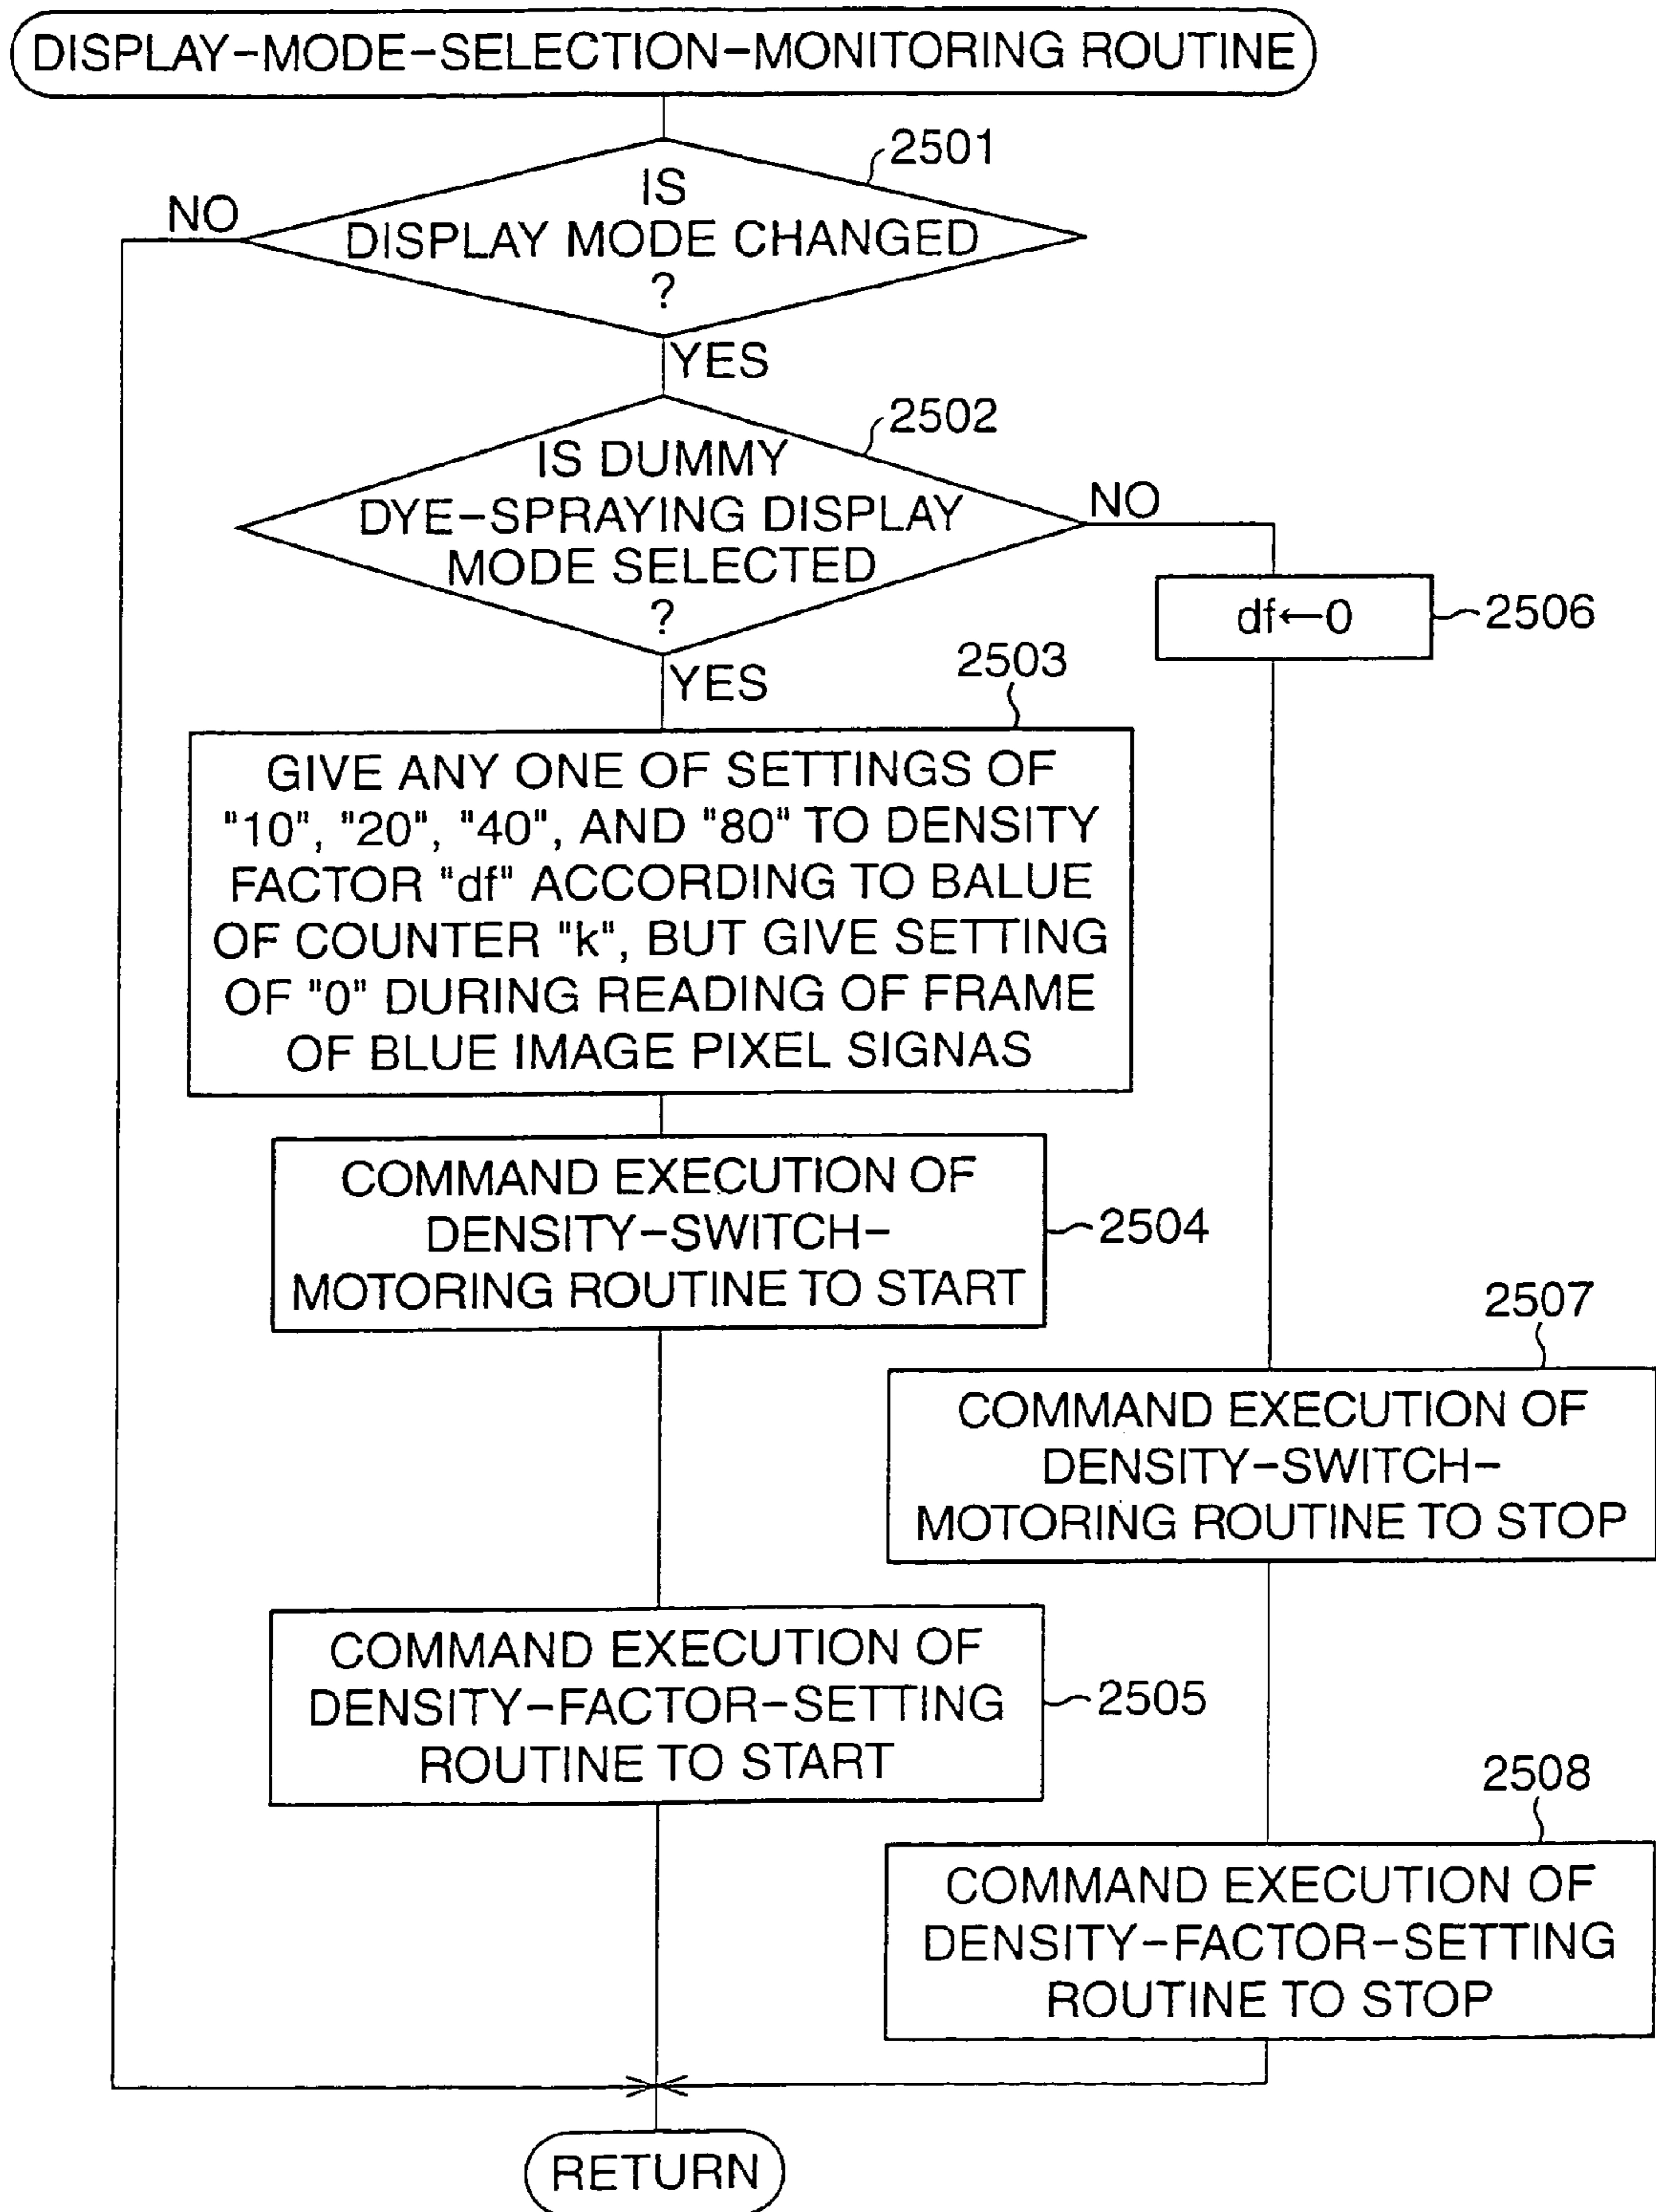 DISPLAY-MODE-SELECTION-MONITORING ROUTINE
2501
IS
DISPLAY MODE CHANGED
?
NO
YES
2502
IS DUMMY
DYE-SPRAYING DISPLAY
MODE SELECTED
?
NO
df←0
2506
YES
2503
GIVE ANY ONE OF SETTINGS OF
"10", "20", "40", AND "80" TO DENSITY
FACTOR "df" ACCORDING TO BALUE
OF COUNTER "k", BUT GIVE SETTING
OF "0" DURING READING OF FRAME
OF BLUE IMAGE PIXEL SIGNAS
COMMAND EXECUTION OF
DENSITY-SWITCH-
MOTORING ROUTINE TO START
2504
2507
COMMAND EXECUTION OF
DENSITY-SWITCH-
MOTORING ROUTINE TO STOP
COMMAND EXECUTION OF
DENSITY-FACTOR-SETTING
ROUTINE TO START
2505
2508
COMMAND EXECUTION OF
DENSITY-FACTOR-SETTING
ROUTINE TO STOP
RETURN